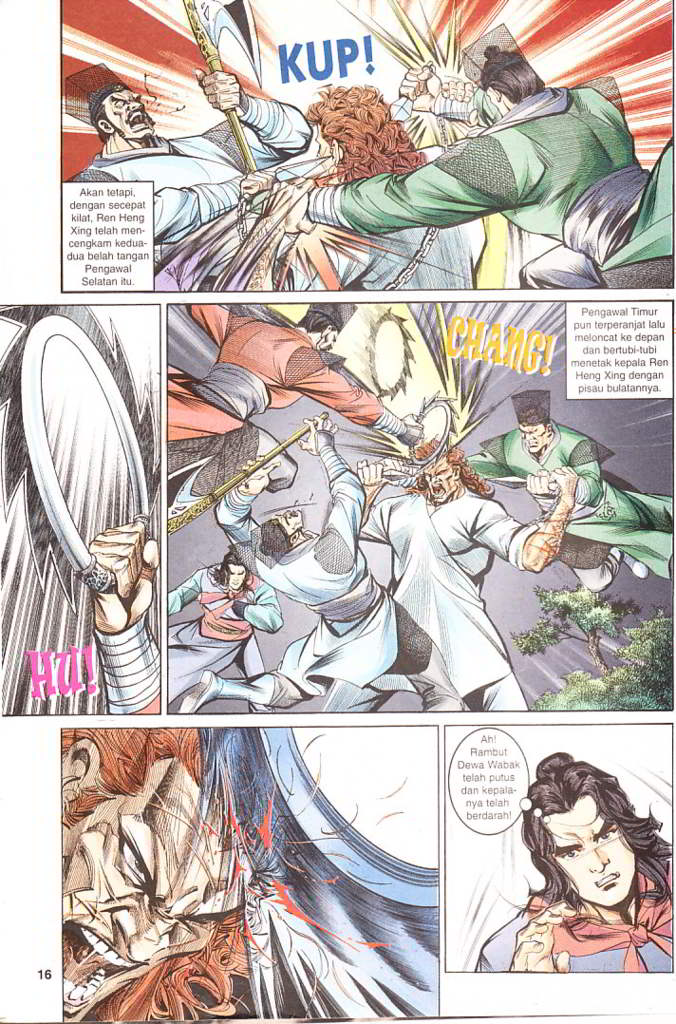 KUP!
Akan tetapi,
dengan secepat
kilat, Ren Heng
Xing telah men-
cengkam kedua-
dua belah tangan
Pengawal
Selatan itu.
HU!
CHANG!
Pengawal Timur
pun terperanjat lalu
meloncat ke depan
dan bertubi-tubi
menetak kepala Ren
Heng Xing dengan
pisau bulatannya.
Ah!
Rambut
Dewa Wabak
telah putus
dan kepala-
nya telah
berdarah!
16